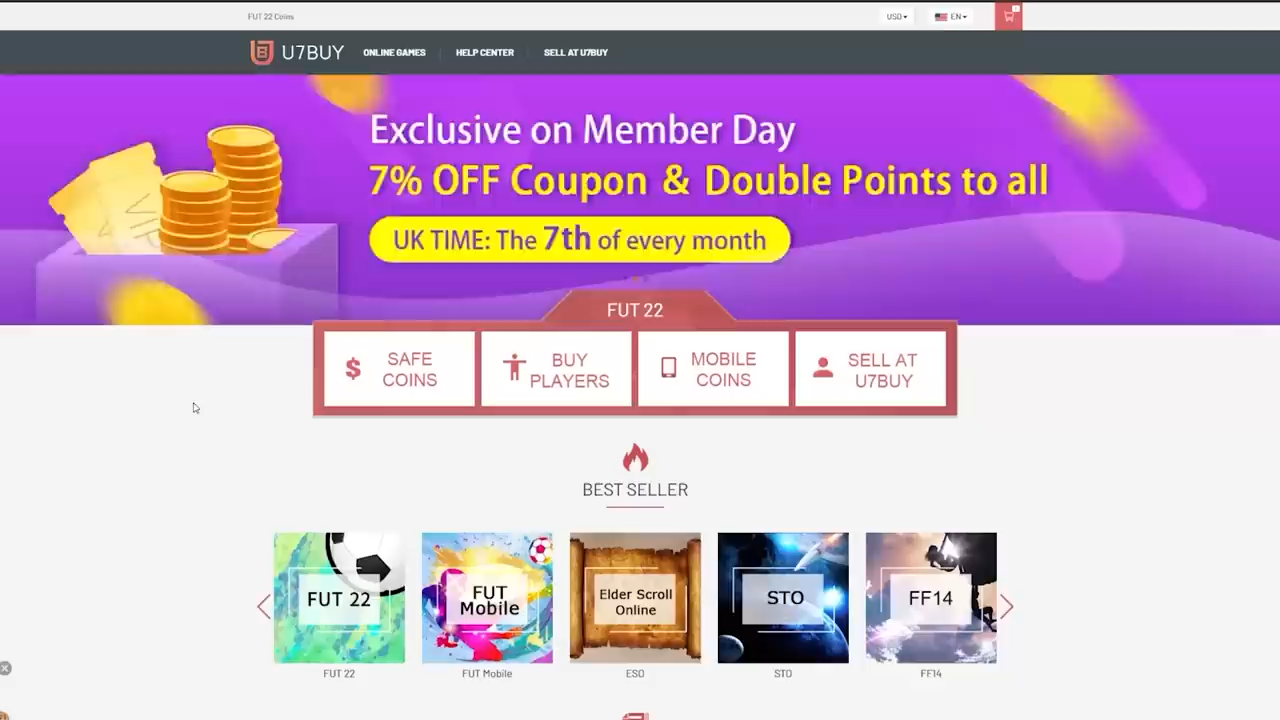 FUT 22 Coins
USD
EN
1
U7BUY
ONLINE GAMES
HELP CENTER
SELL AT U7BUY
Exclusive on Member Day
7% OFF Coupon & Double Points to all
UK TIME: The 7th of every month
FUT 22
SAFE
COINS
BUY
PLAYERS
MOBILE
COINS
SELL AT
U7BUY
BEST SELLER
FUT 22
FUT
Mobile
Elder Scroll
Online
STO
FF14
FUT 22
FUT Mobile
ESO
STO
FF14